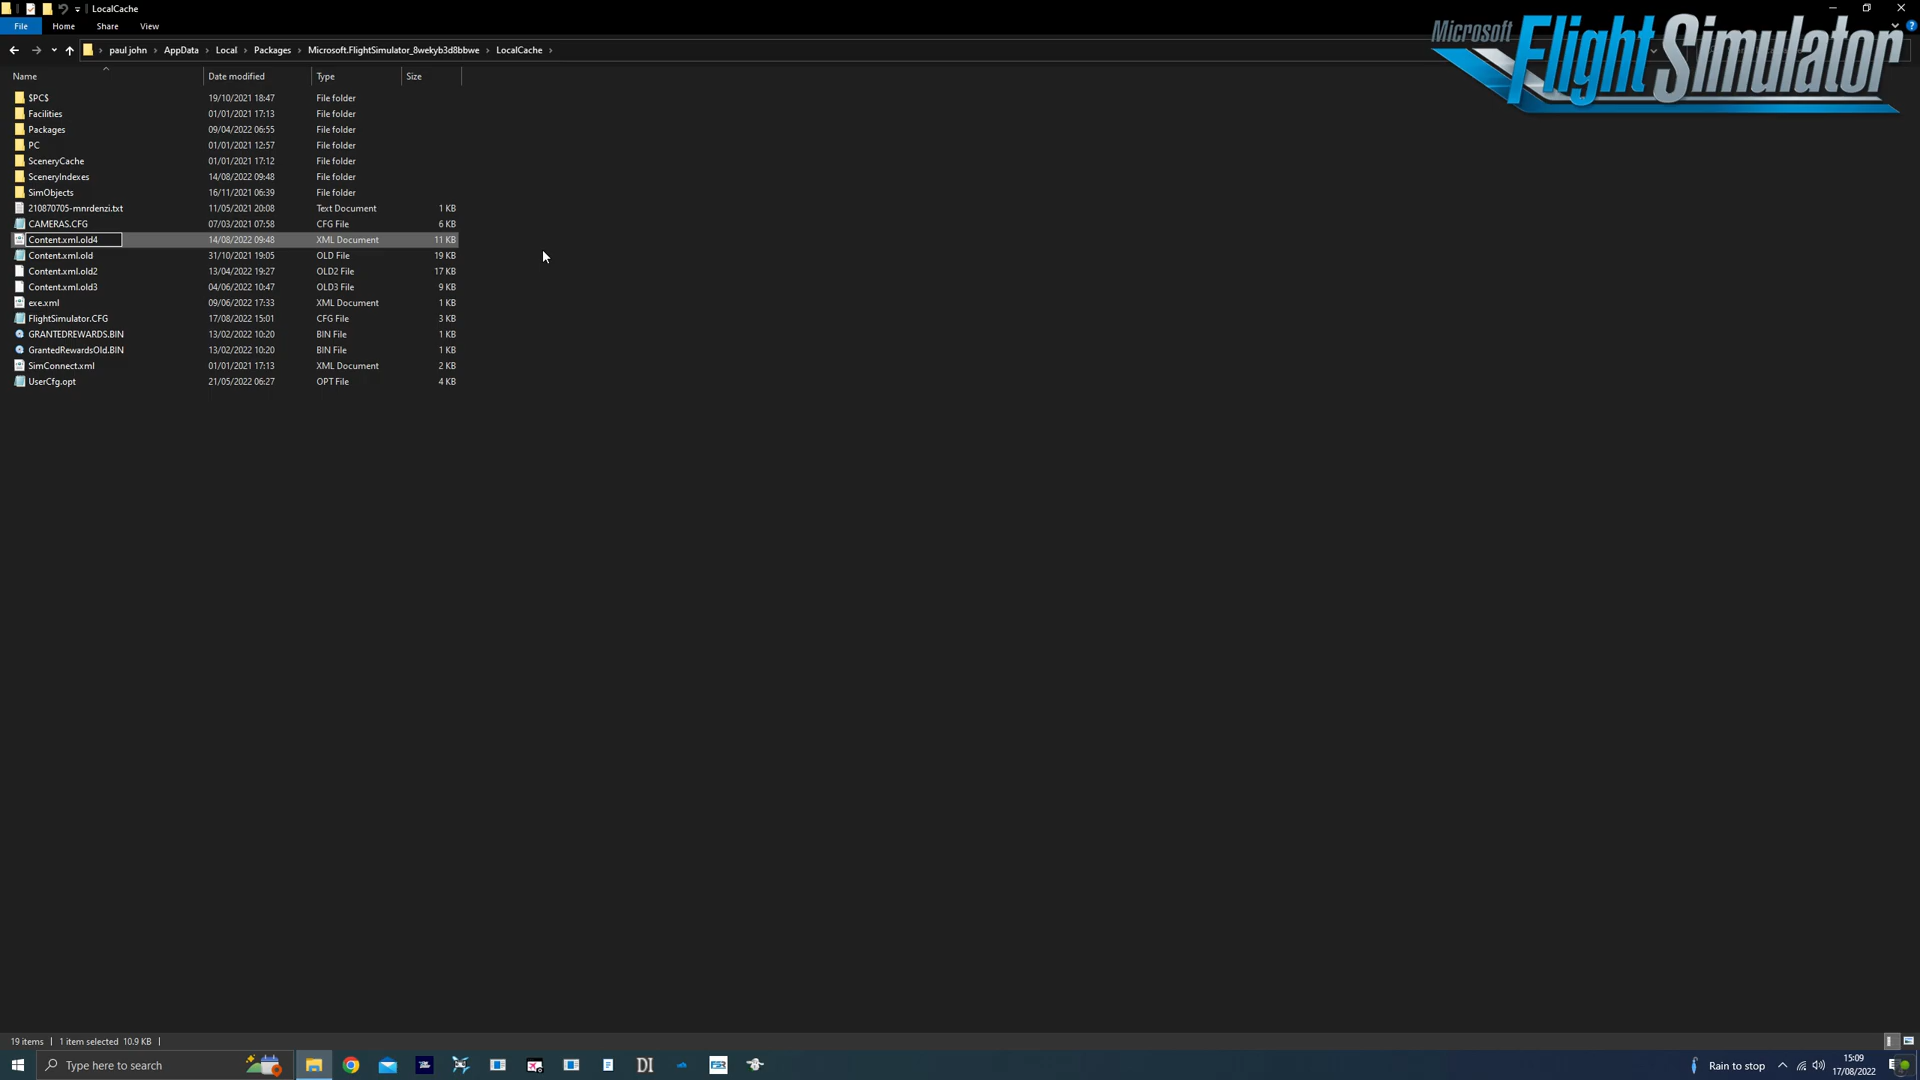 LocalCache
File Home Share View
paul john > AppData > Local > Packages > Microsoft.FlightSimulator_8wekyb3d8bbwe > LocalCache >
Microsoft Flight Simulator
Name Date modified Type Size
$PC$ 19/10/2021 18:47 File folder
Facilities 01/01/2021 17:13 File folder
Packages 09/04/2022 06:55 File folder
PC 01/01/2021 12:57 File folder
SceneryCache 01/01/2021 17:12 File folder
SceneryIndexes 14/08/2022 09:48 File folder
SimObjects 16/11/2021 06:39 File folder
210870705-mnrdenzi.txt 11/05/2021 20:08 Text Document 1 KB
CAMERAS.CFG 07/03/2021 07:58 CFG File 6 KB
Content.xml.old4 14/08/2022 09:48 XML Document 11 KB
Content.xml.old 31/10/2021 19:05 OLD File 19 KB
Content.xml.old2 13/04/2022 19:27 OLD2 File 17 KB
Content.xml.old3 04/06/2022 10:47 OLD3 File 9 KB
exe.xml 09/06/2022 17:33 XML Document 1 KB
FlightSimulator.CFG 17/08/2022 15:01 CFG File 3 KB
GRANTEDREWARDS.BIN 13/02/2022 10:20 BIN File 1 KB
GrantedRewardsOld.BIN 13/02/2022 10:20 BIN File 1 KB
SimConnect.xml 01/01/2021 17:13 XML Document 2 KB
UserCfg.opt 21/05/2022 06:27 OPT File 4 KB
19 items 1 item selected 10.9 KB
Type here to search
DI
Rain to stop
15:09
17/08/2022